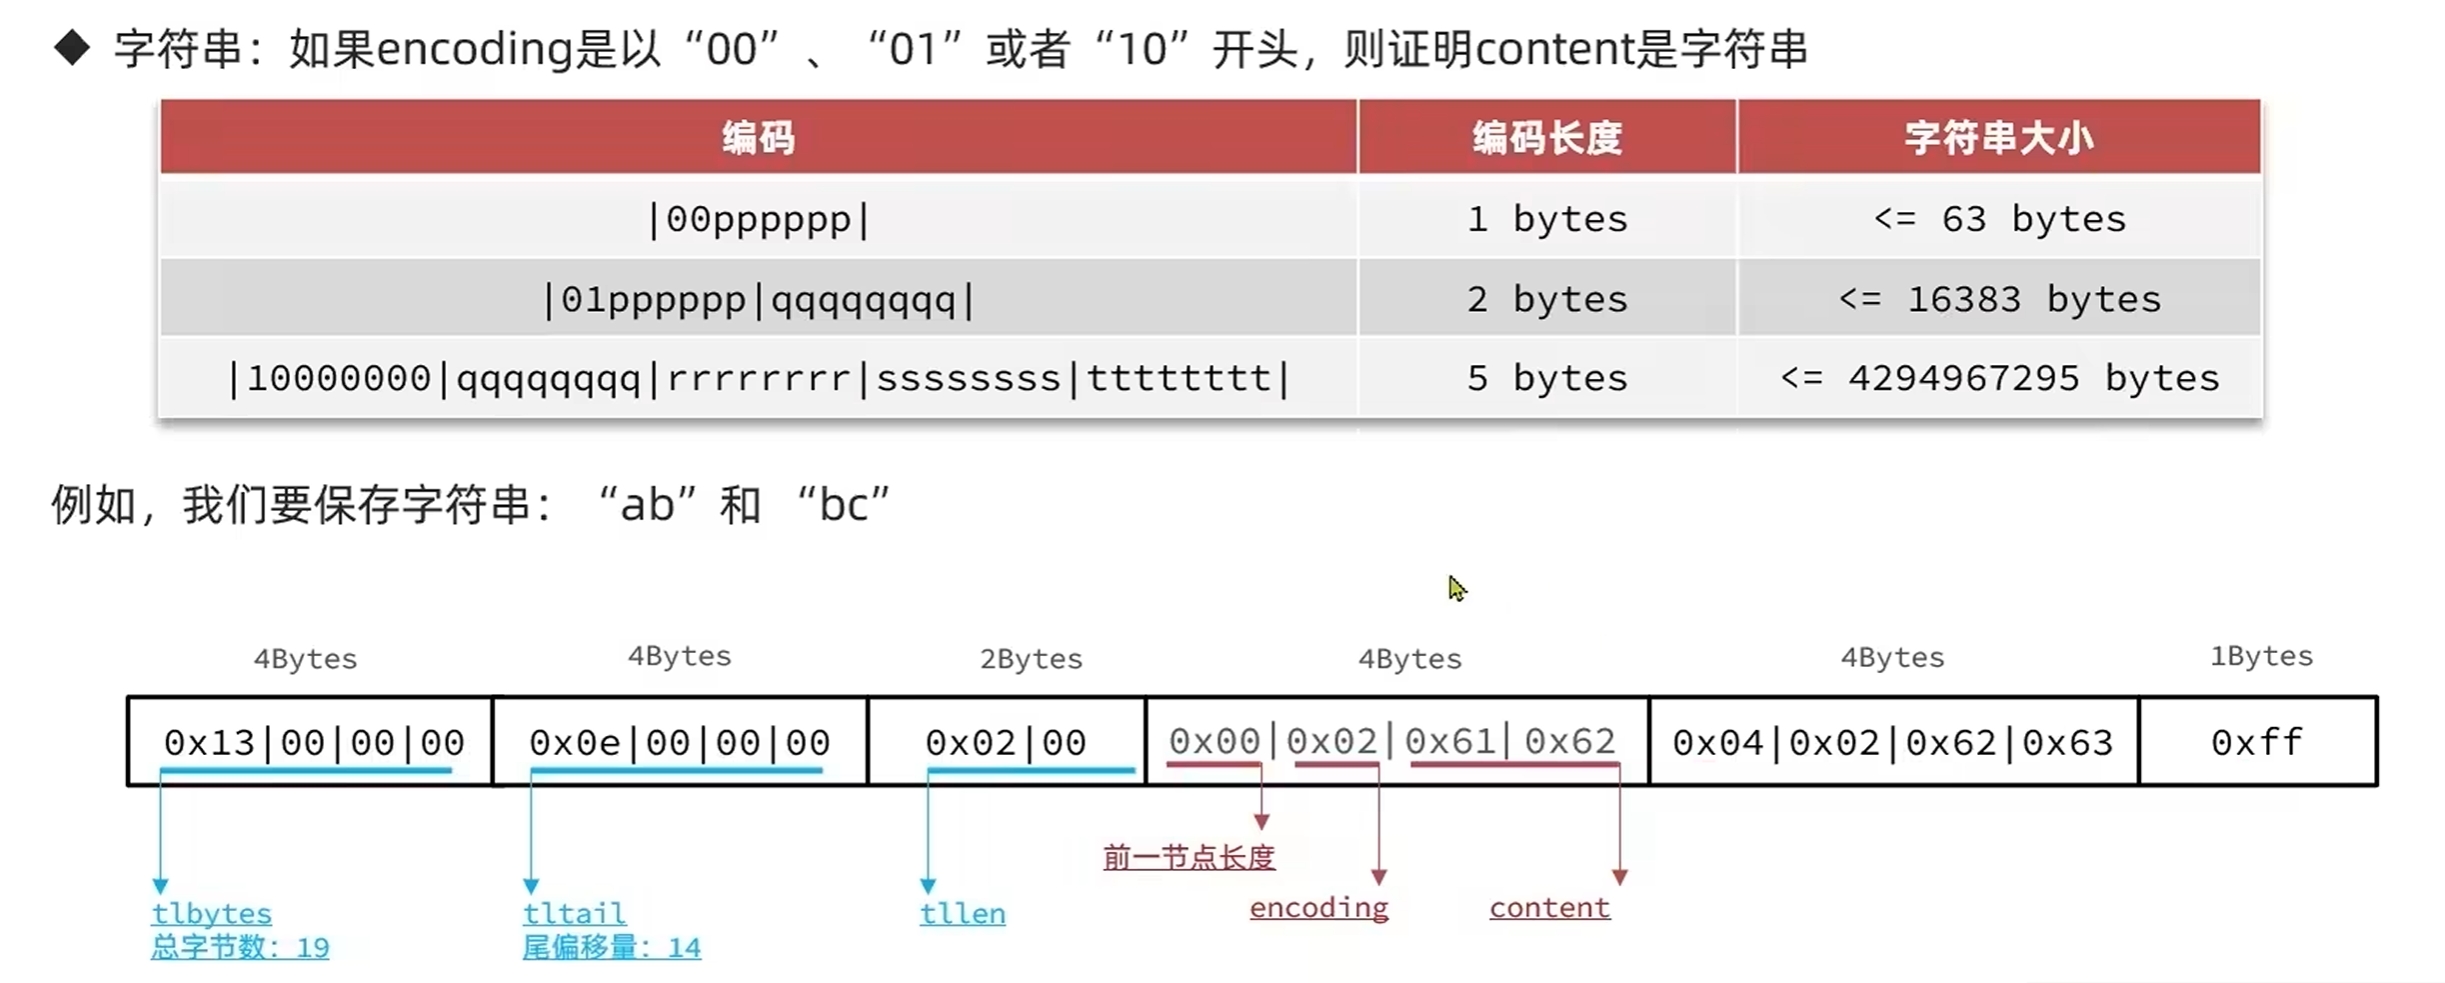 ◆ 字符串：如果encoding是以“00”、“01”或者“10”开头，则证明content是字符串
编码 编码长度 字符串大小
|00pppppp| 1 bytes <= 63 bytes
|01pppppp|qqqqqqqq| 2 bytes <= 16383 bytes
|10000000|qqqqqqqq|rrrrrrrr|ssssssss|tttttttt| 5 bytes <= 4294967295 bytes
例如，我们要保存字符串：“ab”和 “bc”
4Bytes 4Bytes 2Bytes 4Bytes 4Bytes 1Bytes
0x13|00|00|00 0x0e|00|00|00 0x02|00 0x00|0x02|0x61|0x62 0x04|0x02|0x62|0x63 0xff
前一节点长度
tlbytes tltail tllen encoding content
总字节数：19 尾偏移量：14